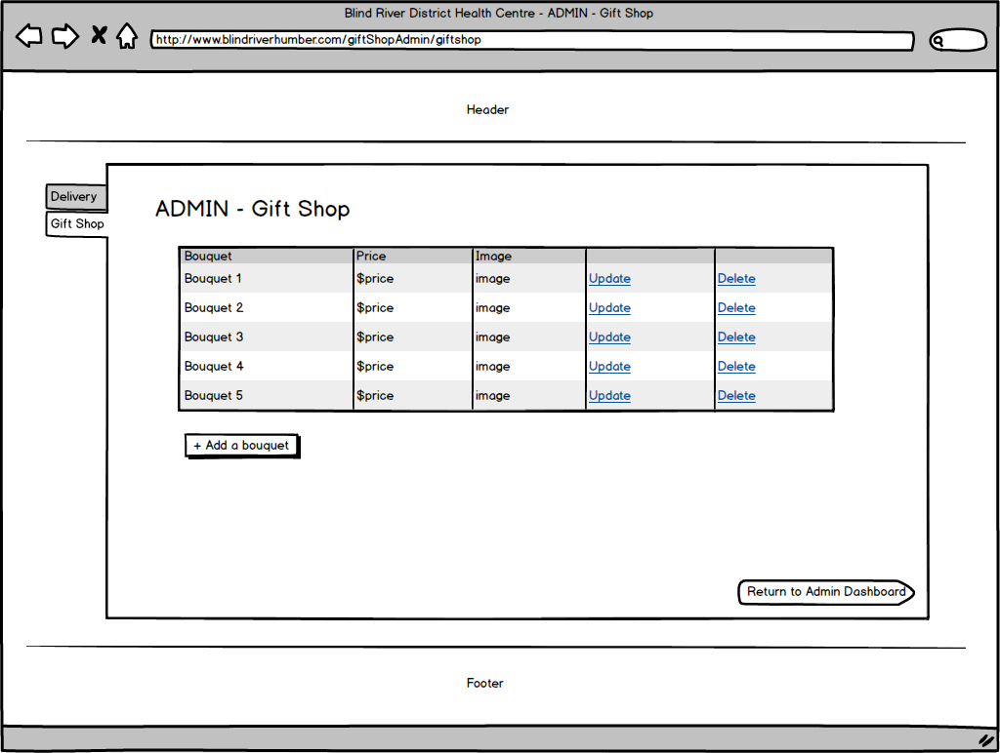 Blind River District Health Centre - ADMIN - Gift Shop
http://www.blindriverhumber.com/giftShopAdmin/giftshop
Header
Delivery
Gift Shop
ADMIN - Gift Shop
Bouquet Price Image
Bouquet 1 $price image Update Delete
Bouquet 2 $price image Update Delete
Bouquet 3 $price image Update Delete
Bouquet 4 $price image Update Delete
Bouquet 5 $price image Update Delete
+ Add a bouquet
Return to Admin Dashboard
Footer